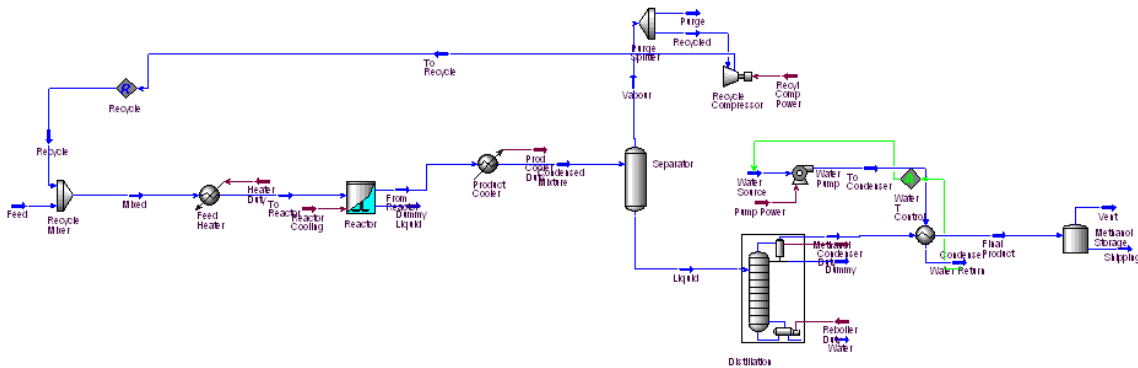 Purge
Recycled
Purge
Splitter
To
Recycle
Recycle
Compressor
Recyl
Comp
Power
Recycle
Vapour
Recycle
Feed
Recycle
Mixer
Mixed
Heater
Duty
Feed
Heater
To
Reactor
Reactor
Cooling
Reactor
From
Reactor
Dummy
Liquid
Product
Cooler
Prod
Cooler
Duty
Condensed
Mixture
Separator
Water
Source
Pump Power
Water
Pump
To
Condenser
Water
T
Control
Methanol
Condenser
Duty
Dummy
Liquid
Reboiler
Duty
Water
Distillation
Condenser
Water Return
Final
Product
Vent
Methanol
Storage
Shipping